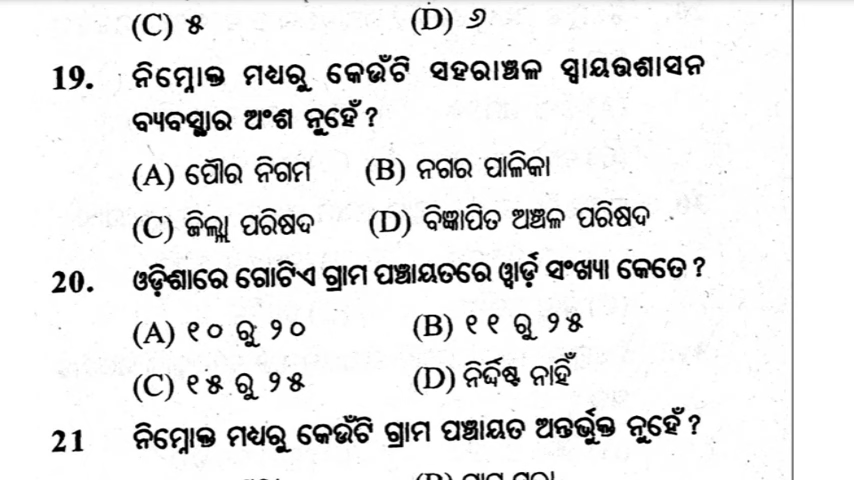 (C) ୫ (D) ୬
19. ନିମ୍ନୋକ୍ତ ମଧ୍ୟରୁ କେଉଁଟି ସହରାଞ୍ଚଳ ସ୍ୱାୟତ୍ତଶାସନ
ବ୍ୟବସ୍ଥାର ଅଂଶ ନୁହେଁ ?
(A) ପୌର ନିଗମ (B) ନଗର ପାଳିକା
(C) ଜିଲ୍ଲା ପରିଷଦ (D) ବିଜ୍ଞାପିତ ଅଞ୍ଚଳ ପରିଷଦ
20. ଓଡ଼ିଶାରେ ଗୋଟିଏ ଗ୍ରାମ ପଞ୍ଚାୟତରେ ୱାର୍ଡ଼ ସଂଖ୍ୟା କେତେ ?
(A) ୧୦ ରୁ ୨୦ (B) ୧୧ ରୁ ୨୫
(C) ୧୫ ରୁ ୨୫ (D) ନିର୍ଦ୍ଦିଷ୍ଟ ନାହିଁ
21 ନିମ୍ନୋକ୍ତ ମଧ୍ୟରୁ କେଉଁଟି ଗ୍ରାମ ପଞ୍ଚାୟତ ଅନ୍ତର୍ଭୁକ୍ତ ନୁହେଁ ?